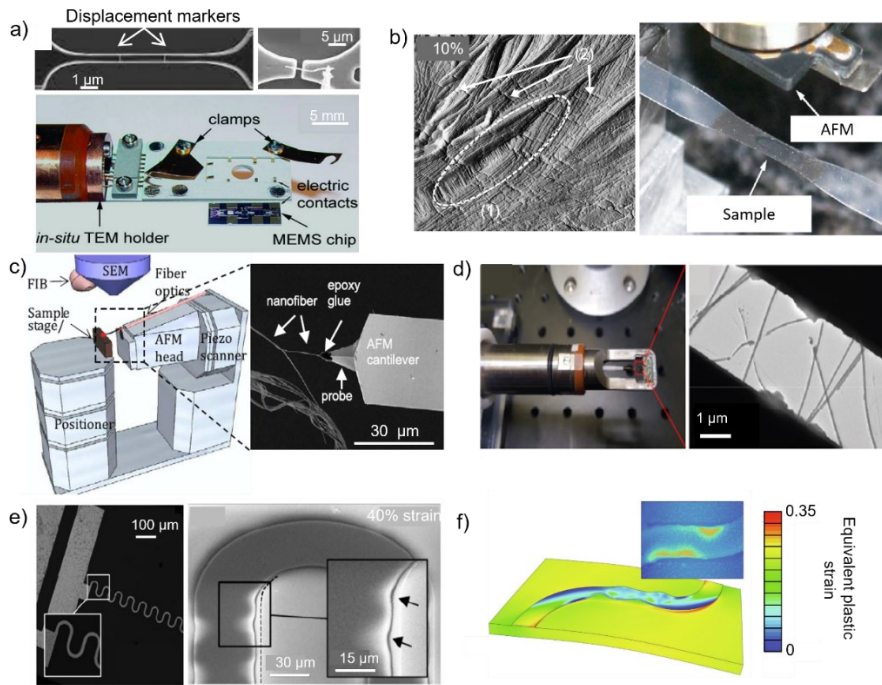 a)
Displacement markers
1 µm
5 µm
5 mm
clamps
electric
contacts
in-situ TEM holder
MEMS chip
b)
10%
(2)
(1)
AFM
Sample
c)
FIB
SEM
Fiber
optics
Sample
stage/
AFM
head
Piezo
scanner
Positioner
nanofiber
epoxy
glue
AFM
cantilever
probe
30 µm
d)
1 µm
e)
100 µm
40% strain
30 µm
15 µm
f)
0.35
Equivalent plastic
strain
0